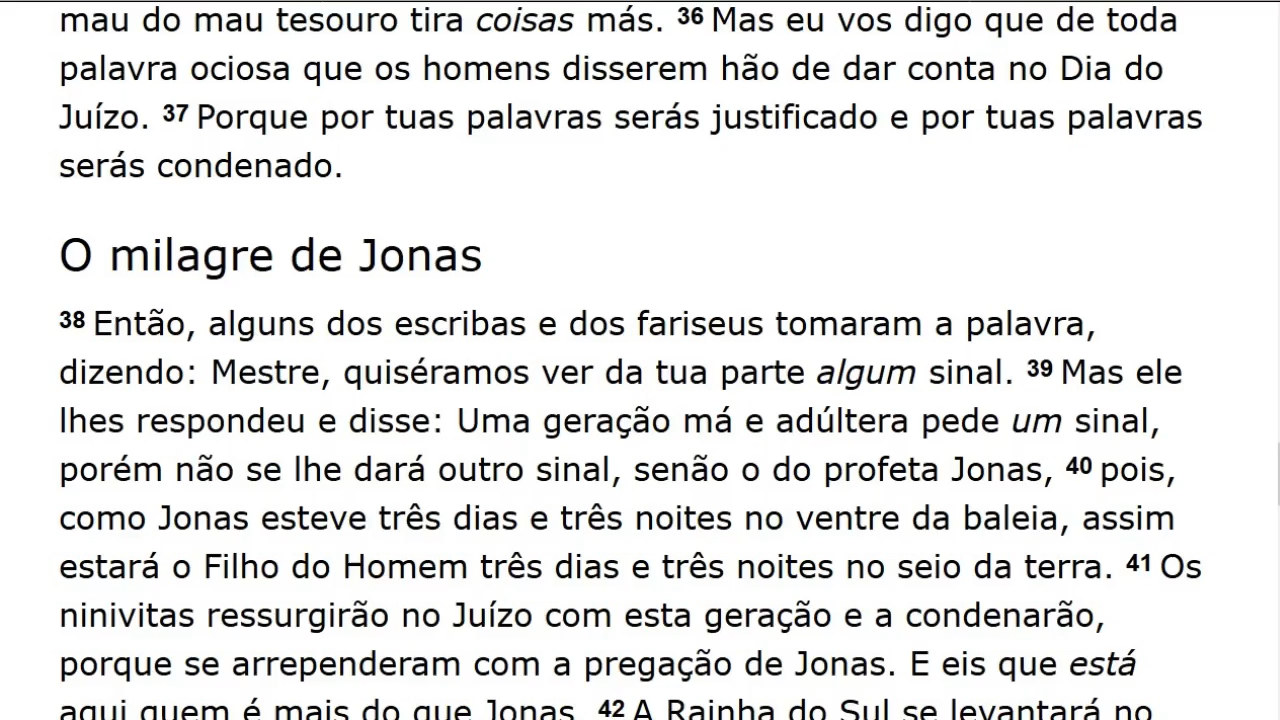 mau do mau tesouro tira coisas más. 36 Mas eu vos digo que de toda
palavra ociosa que os homens disserem hão de dar conta no Dia do
Juízo. 37 Porque por tuas palavras serás justificado e por tuas palavras
serás condenado.
O milagre de Jonas
38 Então, alguns dos escribas e dos fariseus tomaram a palavra,
dizendo: Mestre, quiséramos ver da tua parte algum sinal. 39 Mas ele
lhes respondeu e disse: Uma geração má e adúltera pede um sinal,
porém não se lhe dará outro sinal, senão o do profeta Jonas, 40 pois,
como Jonas esteve três dias e três noites no ventre da baleia, assim
estará o Filho do Homem três dias e três noites no seio da terra. 41 Os
ninivitas ressurgirão no Juízo com esta geração e a condenarão,
porque se arrependeram com a pregação de Jonas. E eis que está
aqui quem é mais do que Jonas. 42 A Rainha do Sul se levantará no